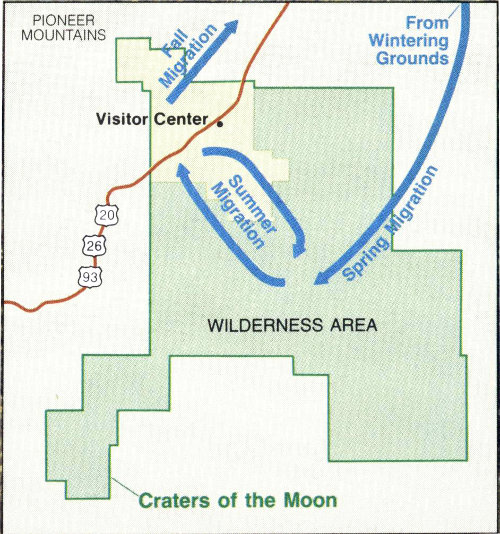 PIONEER
MOUNTAINS
From
Wintering
Grounds
Fall
Migration
Visitor Center
Summer
Migration
Spring Migration
20
26
93
WILDERNESS AREA
Craters of the Moon